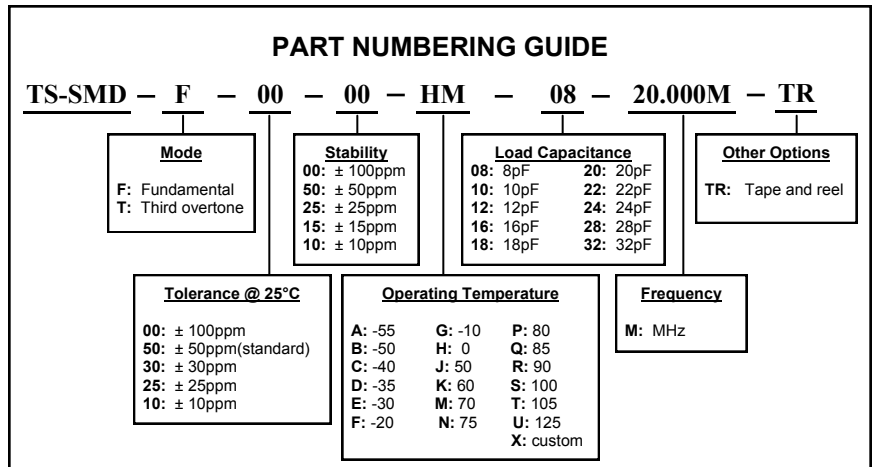 PART NUMBERING GUIDE
TS-SMD – F - 00 - 00 - HM - 08 - 20.000M - TR
Mode
F: Fundamental
T: Third overtone
Stability
00: ± 100ppm
50: ± 50ppm
25: ± 25ppm
15: ± 15ppm
10: ± 10ppm
Load Capacitance
08: 8pF 20: 20pF
10: 10pF 22: 22pF
12: 12pF 24: 24pF
16: 16pF 28: 28pF
18: 18pF 32: 32pF
Other Options
TR: Tape and reel
Tolerance @ 25°C
00: ± 100ppm
50: ± 50ppm(standard)
30: ± 30ppm
25: ± 25ppm
10: ± 10ppm
Operating Temperature
A: -55 G: -10 P: 80
B: -50 H: 0 Q: 85
C: -40 J: 50 R: 90
D: -35 K: 60 S: 100
E: -30 M: 70 T: 105
F: -20 N: 75 U: 125
X: custom
Frequency
M: MHz